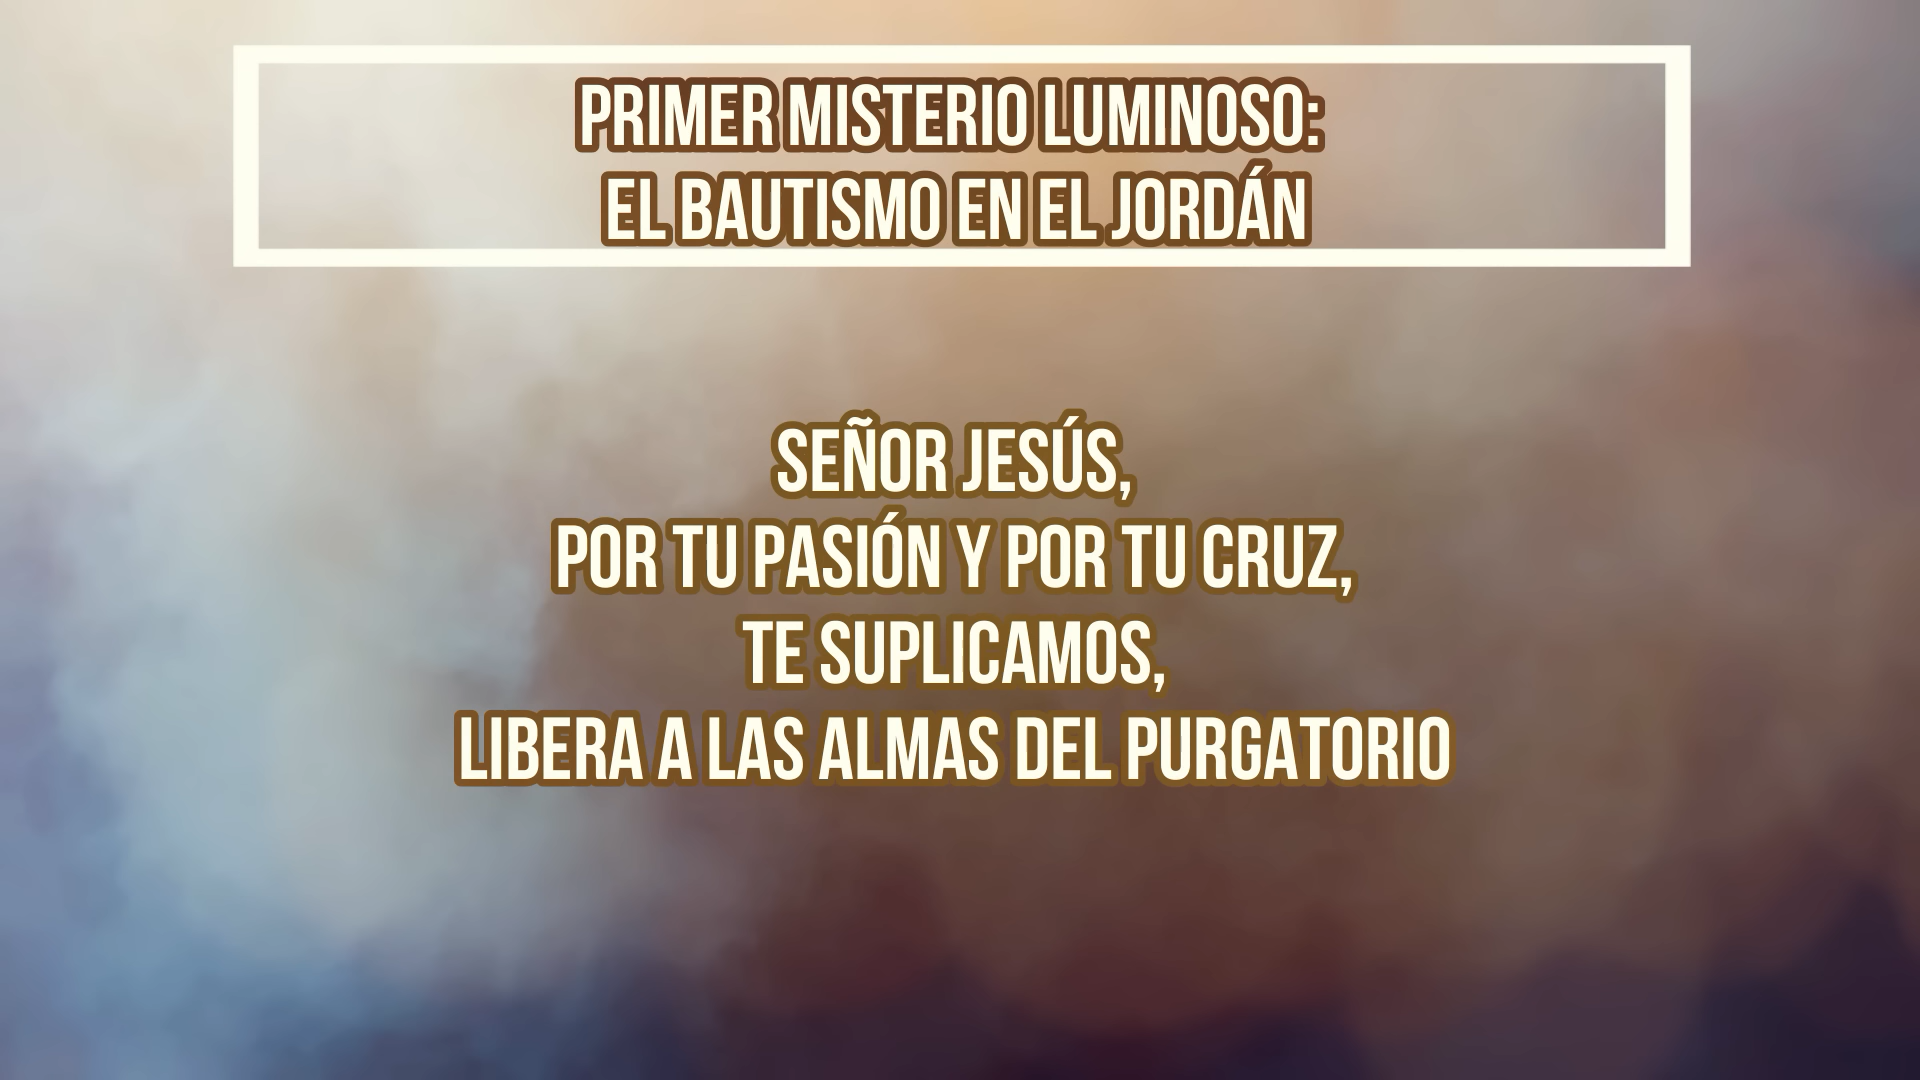 PRIMER MISTERIO LUMINOSO:
EL BAUTISMO EN EL JORDÁN
SEÑOR JESÚS,
POR TU PASIÓN Y POR TU CRUZ,
TE SUPLICAMOS,
LIBERA A LAS ALMAS DEL PURGATORIO